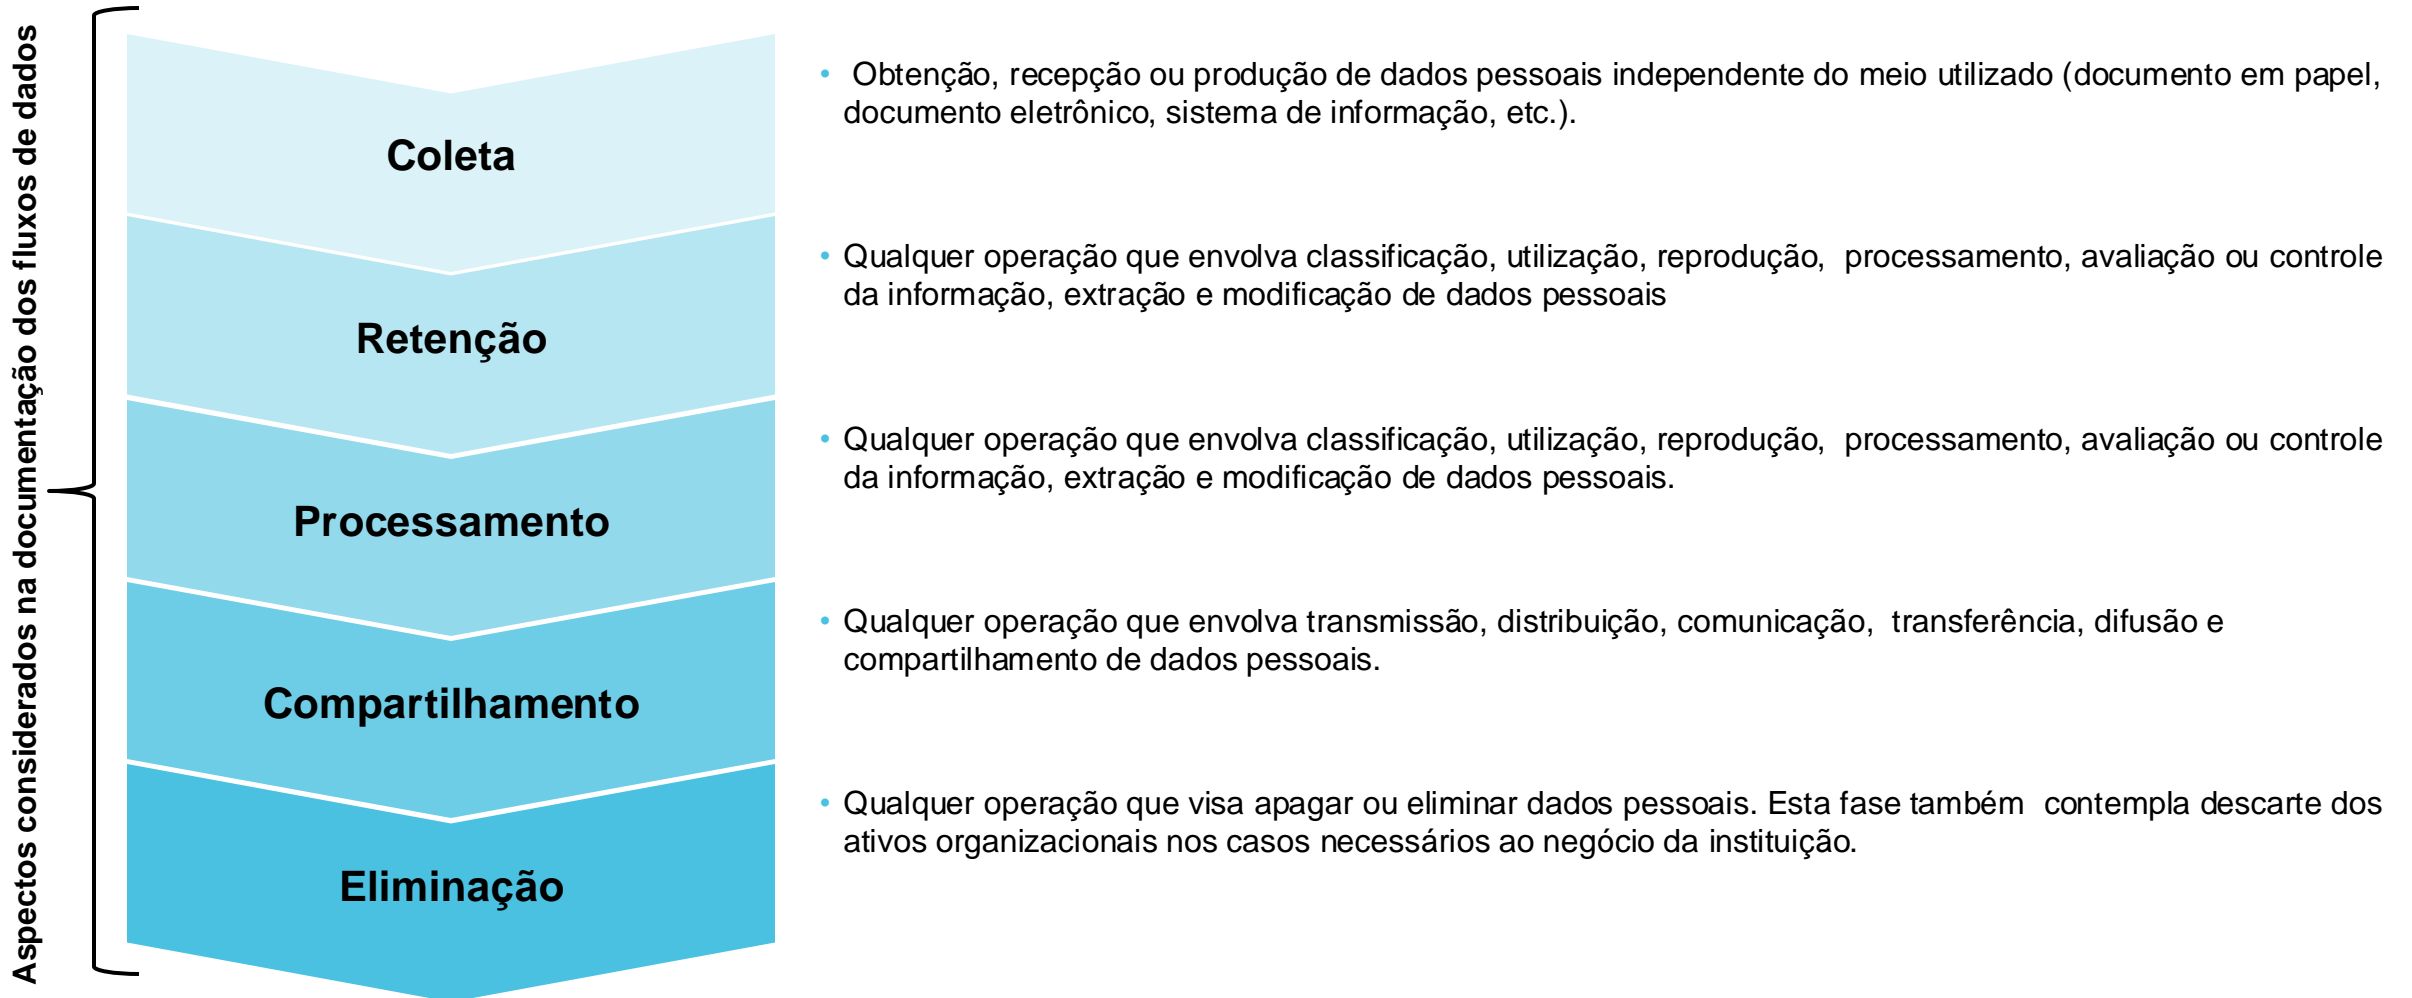 Aspectos considerados na documentação dos fluxos de dados
Coleta
• Obtenção, recepção ou produção de dados pessoais independente do meio utilizado (documento em papel,
documento eletrônico, sistema de informação, etc.).
Retenção
• Qualquer operação que envolva classificação, utilização, reprodução, processamento, avaliação ou controle
da informação, extração e modificação de dados pessoais
Processamento
• Qualquer operação que envolva classificação, utilização, reprodução, processamento, avaliação ou controle
da informação, extração e modificação de dados pessoais.
Compartilhamento
• Qualquer operação que envolva transmissão, distribuição, comunicação, transferência, difusão e
compartilhamento de dados pessoais.
Eliminação
• Qualquer operação que visa apagar ou eliminar dados pessoais. Esta fase também contempla descarte dos
ativos organizacionais nos casos necessários ao negócio da instituição.